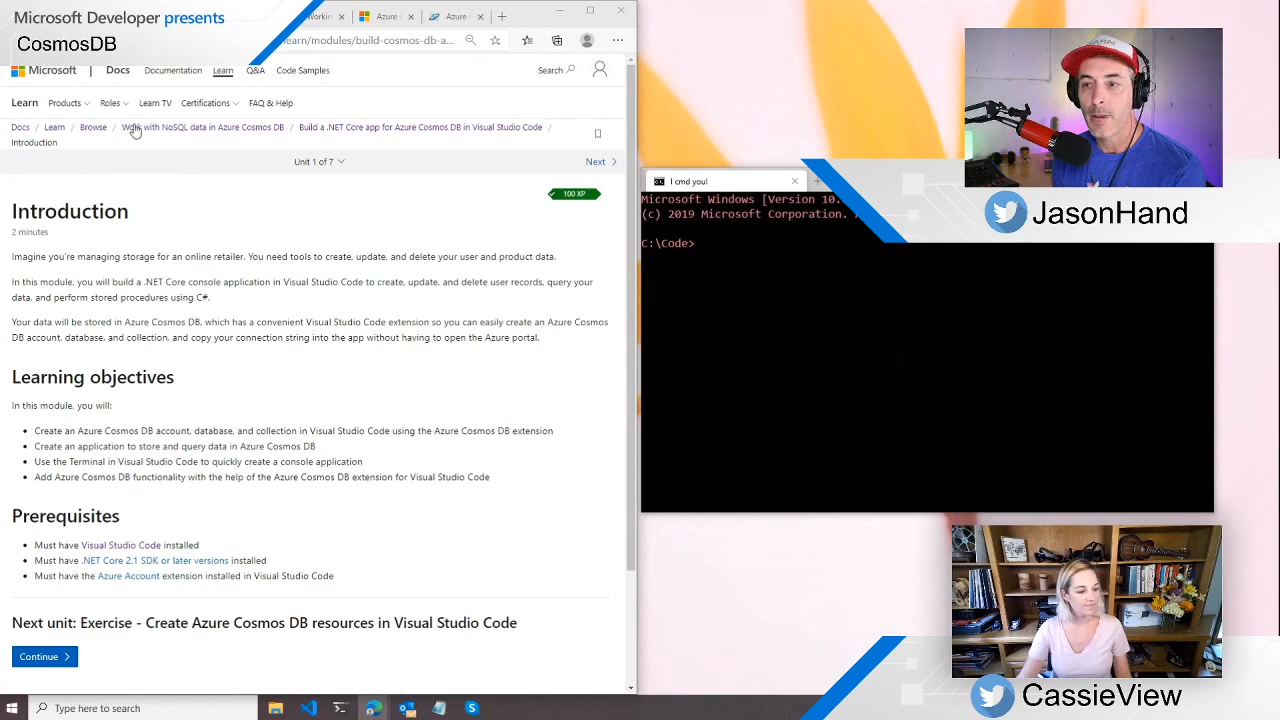 Microsoft Developer presents
CosmosDB
Azure
Azure
learn/modules/build-cosmos-db-a...
Microsoft | Docs Documentation Learn Q&A Code Samples Search
Learn Products Roles Learn TV Certifications FAQ & Help
Docs / Learn / Browse / Work with NoSQL data in Azure Cosmos DB / Build a .NET Core app for Azure Cosmos DB in Visual Studio Code /
Introduction
Unit 1 of 7
Next
100 XP
Introduction
2 minutes
Imagine you're managing storage for an online retailer. You need tools to create, update, and delete your user and product data.
In this module, you will build a .NET Core console application in Visual Studio Code to create, update, and delete user records, query your
data, and perform stored procedures using C#.
Your data will be stored in Azure Cosmos DB, which has a convenient Visual Studio Code extension so you can easily create an Azure Cosmos
DB account, database, and collection, and copy your connection string into the app without having to open the Azure portal.
Learning objectives
In this module, you will:
Create an Azure Cosmos DB account, database, and collection in Visual Studio Code using the Azure Cosmos DB extension
Create an application to store and query data in Azure Cosmos DB
Use the Terminal in Visual Studio Code to quickly create a console application
Add Azure Cosmos DB functionality with the help of the Azure Cosmos DB extension for Visual Studio Code
Prerequisites
Must have Visual Studio Code installed
Must have .NET Core 2.1 SDK or later versions installed
Must have the Azure Account extension installed in Visual Studio Code
Next unit: Exercise - Create Azure Cosmos DB resources in Visual Studio Code
Continue
Type here to search
I cmd you!
Microsoft Windows [Version 10.
(c) 2019 Microsoft Corporation.
C:\Code>
LEARN
JasonHand
CassieView